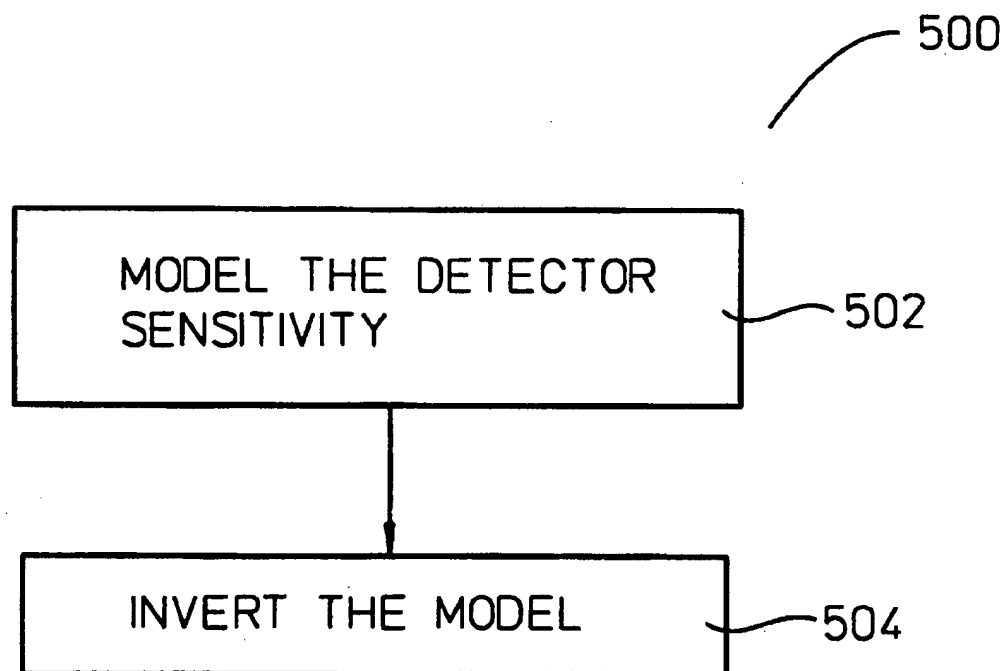 500
MODEL THE DETECTOR
SENSITIVITY
502
INVERT THE MODEL
504